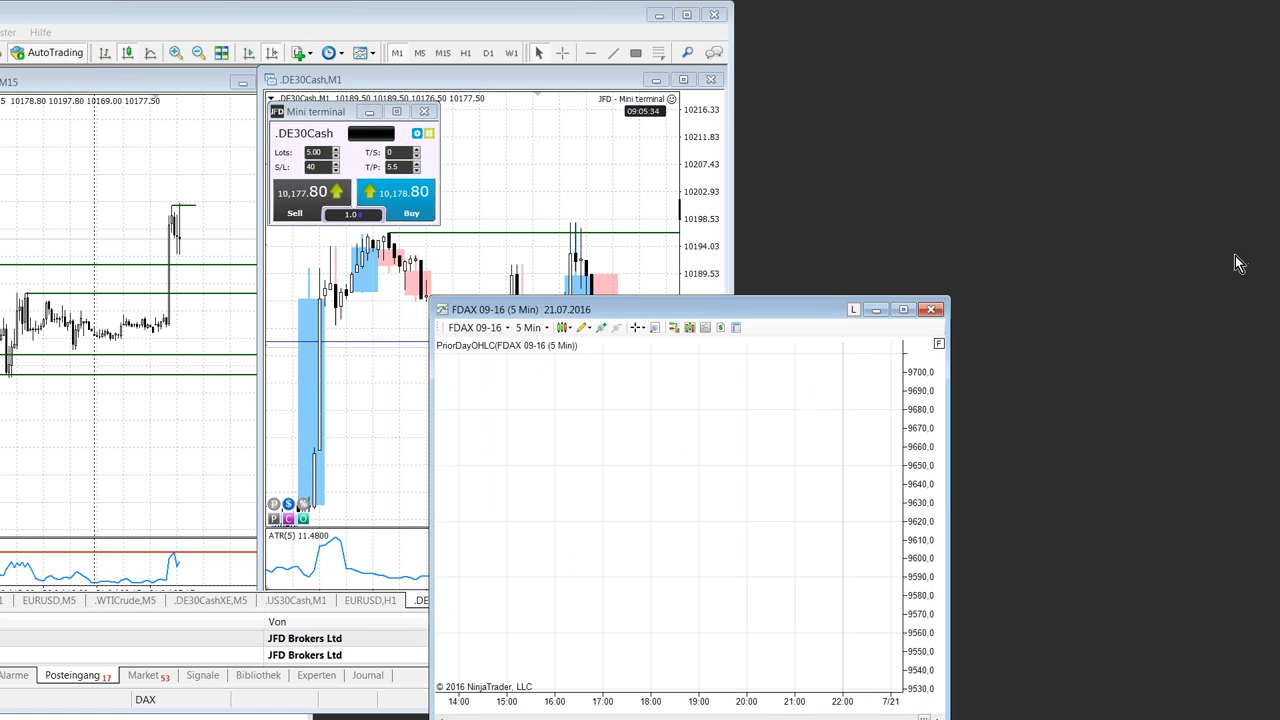 ster Hilfe
AutoTrading M1 M5 M15 H1 H4 D1 W1
M15
.DE30Cash,M1
5 10178.80 10197.80 10169.00 10177.50
.DE30Cash,M1 10189.50 10189.50 10176.50 10177.50
JFD - Mini terminal
09:05:34
JFD Mini terminal
.DE30Cash
Lots: 5.00 T/S: 0
S/L: 40 T/P: 5.5
10,177.80 10,178.80
Sell 1.0 Buy
10216.33
10211.83
10207.43
10202.93
10198.53
10194.03
10189.53
FDAX 09-16 (5 Min) 21.07.2016
L
FDAX 09-16 5 Min
PriorDayOHLC(FDAX 09-16 (5 Min))
F
9700,0
9690,0
9680,0
9670,0
9660,0
9650,0
9640,0
9630,0
9620,0
9610,0
9600,0
9590,0
9580,0
9570,0
9560,0
9550,0
9540,0
9530,0
© 2016 NinjaTrader, LLC
14:00 15:00 16:00 17:00 18:00 19:00 20:00 21:00 22:00 7/21
P S %
P C O
ATR(5) 11.4800
1 EURUSD,M5 .WTICrude,M5 .DE30CashXE,M5 .US30Cash,M1 EURUSD,H1 .DE
Von
JFD Brokers Ltd
JFD Brokers Ltd
Alarme Posteingang 17 Market 53 Signale Bibliothek Experten Journal
DAX